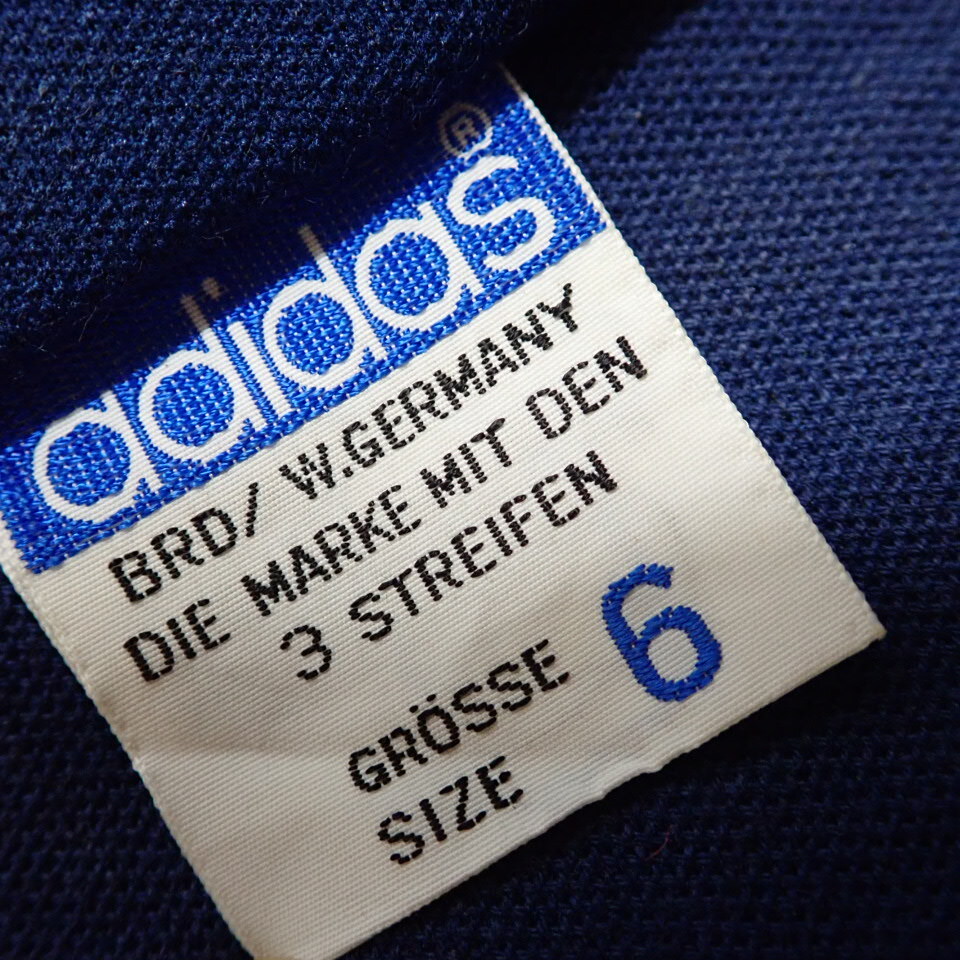 adidas®
BRD/ W.GERMANY
DIE MARKE MIT DEN
3 STREIFEN
GRÖSSE 6
SIZE